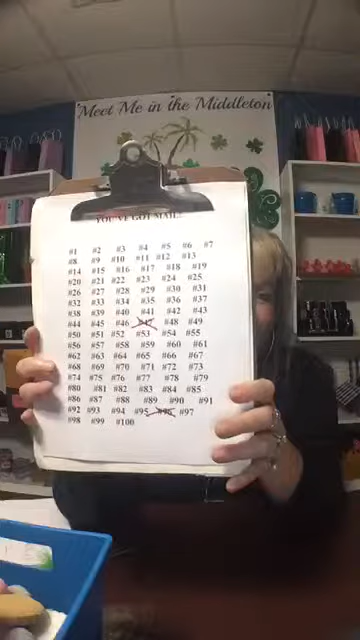 Meet Me in the Middleton
YOU'VE GOT MAIL!
#1 #2 #3 #4 #5 #6 #7
#8 #9 #10 #11 #12 #13
#14 #15 #16 #17 #18 #19
#20 #21 #22 #23 #24 #25
#26 #27 #28 #29 #30 #31
#32 #33 #34 #35 #36 #37
#38 #39 #40 #41 #42 #43
#44 #45 #46 #47 #48 #49
#50 #51 #52 #53 #54 #55
#56 #57 #58 #59 #60 #61
#62 #63 #64 #65 #66 #67
#68 #69 #70 #71 #72 #73
#74 #75 #76 #77 #78 #79
#80 #81 #82 #83 #84 #85
#86 #87 #88 #89 #90 #91
#92 #93 #94 #95 #96 #97
#98 #99 #100